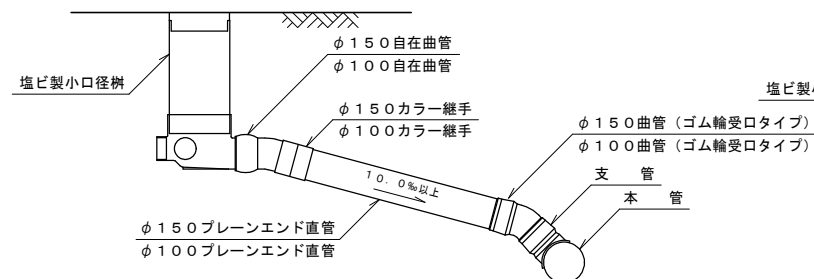 φ１５０自在曲管
φ１００自在曲管
塩ビ製小口径桝
塩ビ製小
φ１５０カラー継手
φ１００カラー継手
φ１５０曲管（ゴム輪受口タイプ）
φ１００曲管（ゴム輪受口タイプ）
１０．０‰以上
支　管
本　管
φ１５０プレーンエンド直管
φ１００プレーンエンド直管